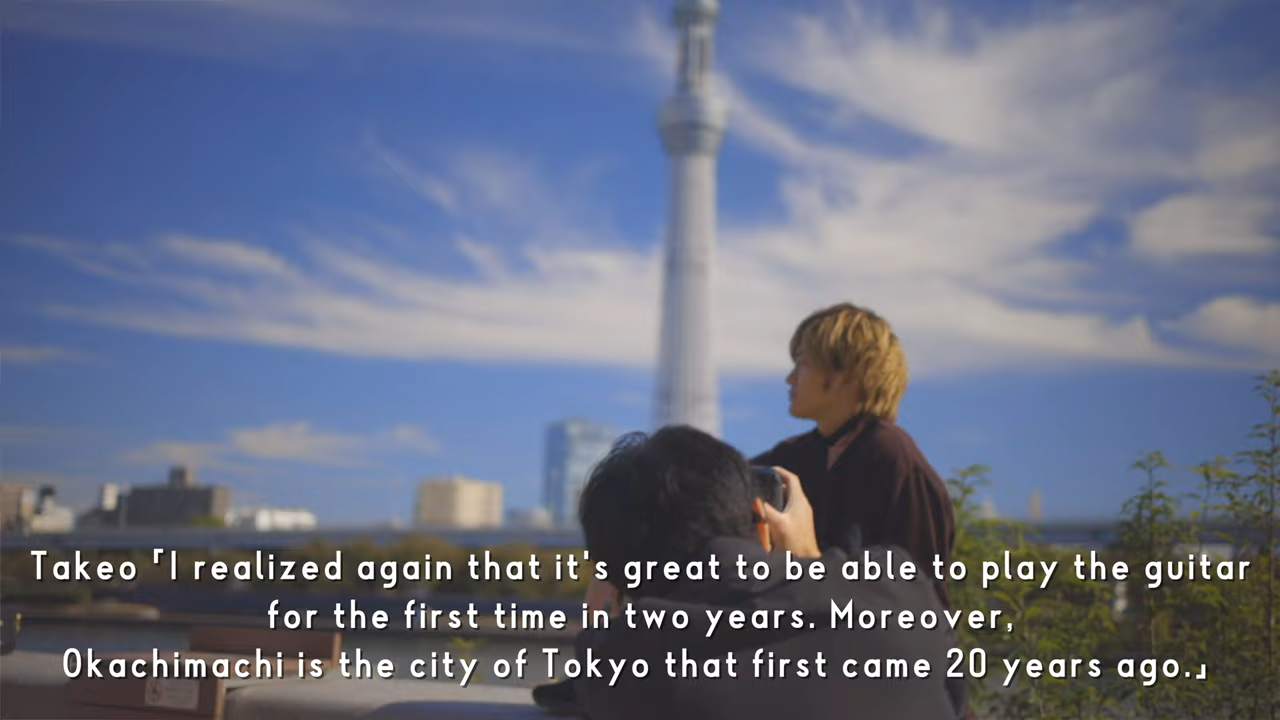 Takeo「I realized again that it's great to be able to play the guitar
for the first time in two years. Moreover,
Okachimachi is the city of Tokyo that first came 20 years ago.」